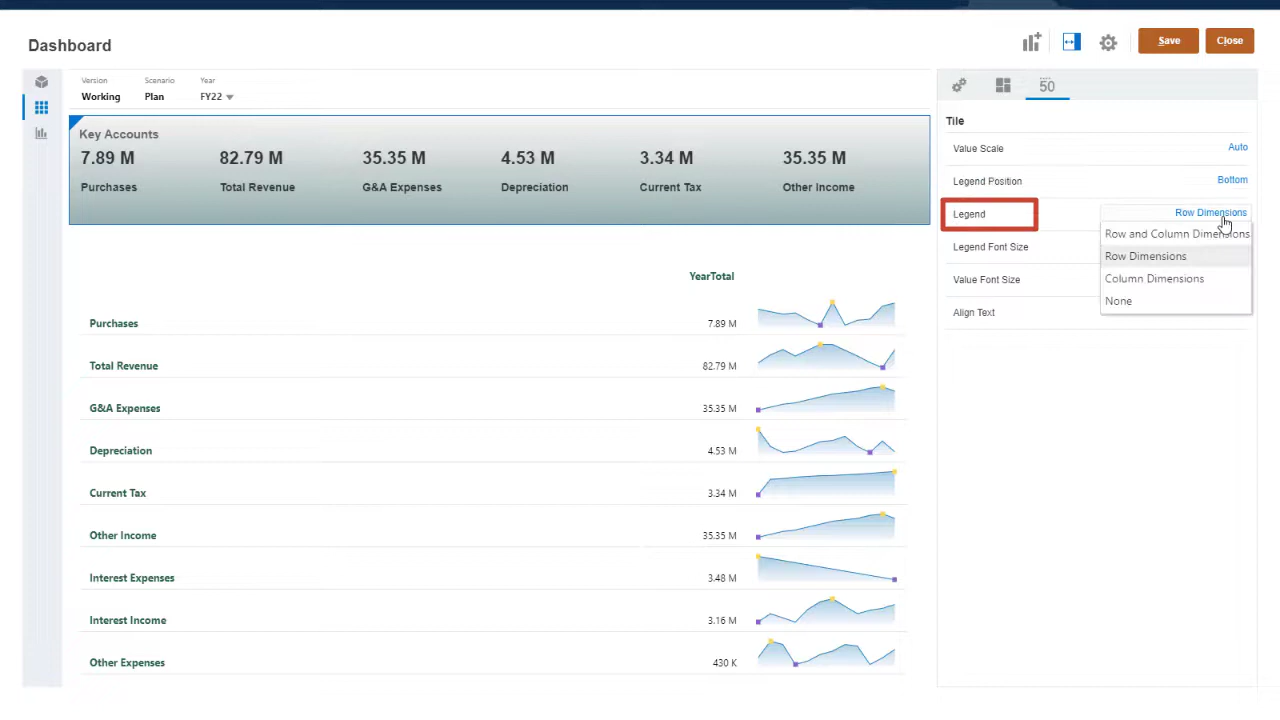 Dashboard
Save
Close
Version
Scenario
Year
Working
Plan
FY22
50
Key Accounts
7.89 M
82.79 M
35.35 M
4.53 M
3.34 M
35.35 M
Purchases
Total Revenue
G&A Expenses
Depreciation
Current Tax
Other Income
YearTotal
Purchases
7.89 M
Total Revenue
82.79 M
G&A Expenses
35.35 M
Depreciation
4.53 M
Current Tax
3.34 M
Other Income
35.35 M
Interest Expenses
3.48 M
Interest Income
3.16 M
Other Expenses
430 K
Tile
Value Scale
Auto
Legend Position
Bottom
Legend
Row Dimensions
Row and Column Dimensions
Row Dimensions
Column Dimensions
None
Legend Font Size
Value Font Size
Align Text